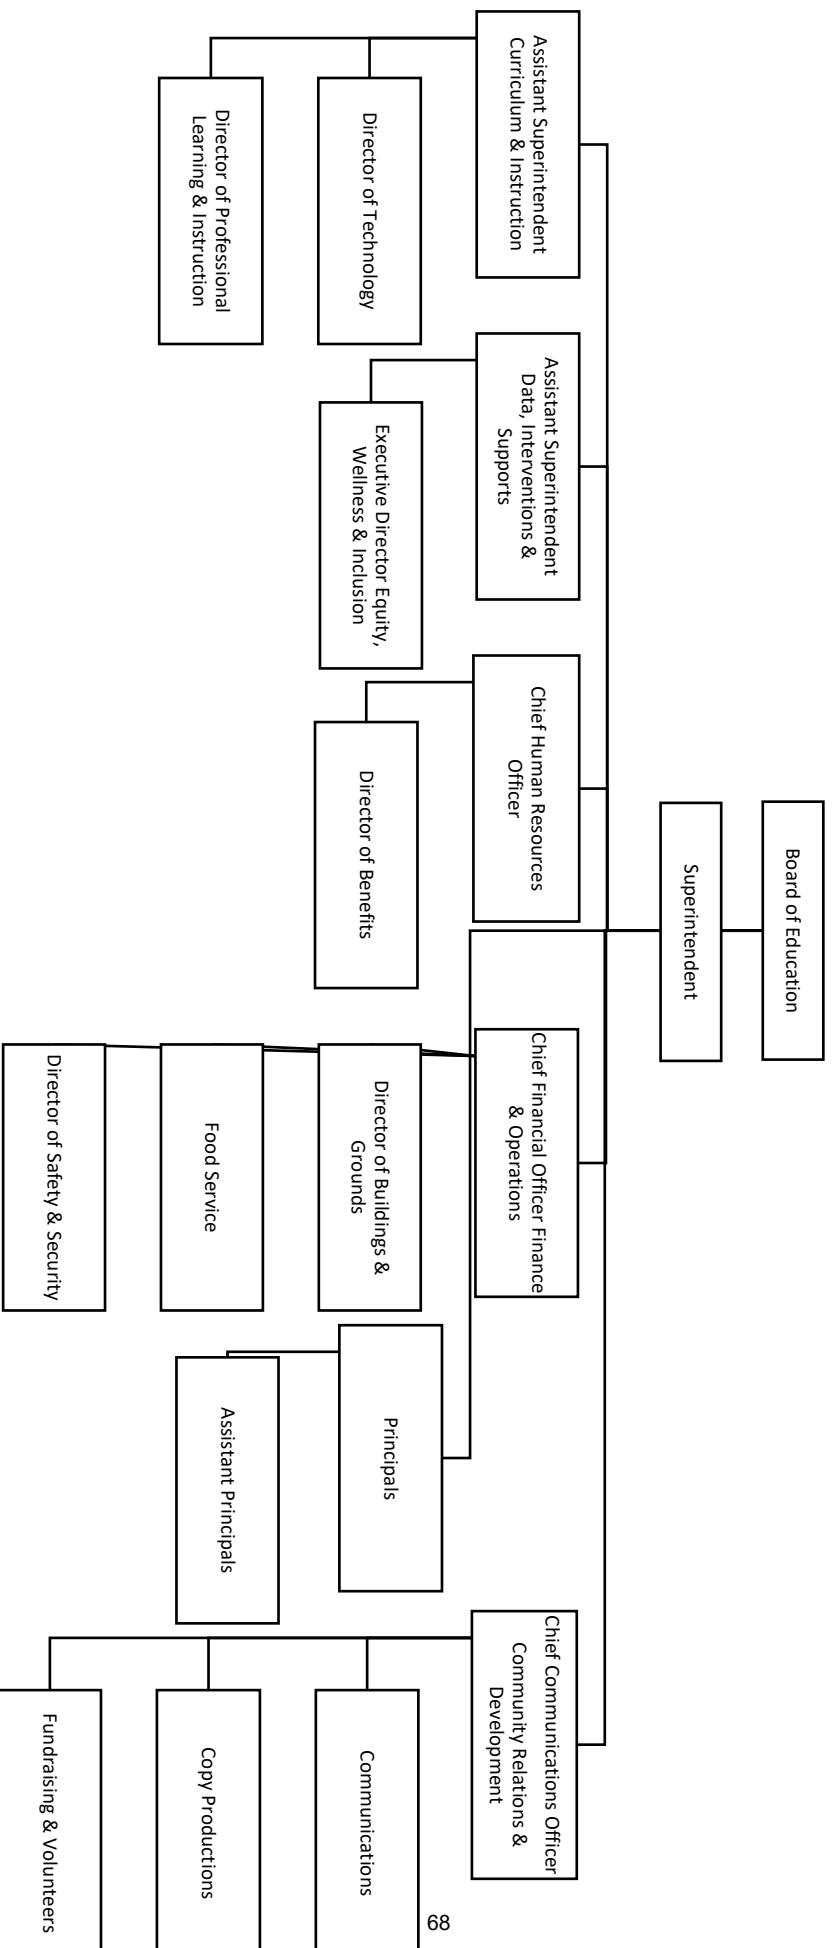 Board of Education
Superintendent
Assistant Superintendent
Curriculum & Instruction
Director of Technology
Director of Professional
Learning & Instruction
Assistant Superintendent
Data, Interventions &
Supports
Executive Director Equity,
Wellness & Inclusion
Chief Human Resources
Officer
Director of Benefits
Chief Financial Officer Finance
& Operations
Director of Buildings &
Grounds
Food Service
Director of Safety & Security
Principals
Assistant Principals
Chief Communications Officer
Community Relations &
Development
Communications
Copy Productions
Fundraising & Volunteers
68